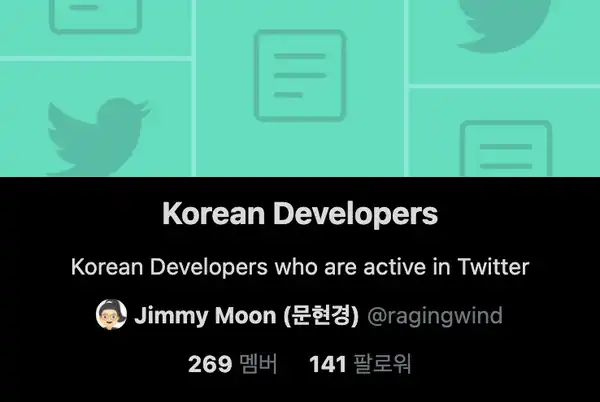 Korean Developers
Korean Developers who are active in Twitter
Jimmy Moon (문현경) @ragingwind
269 멤버 141 팔로워